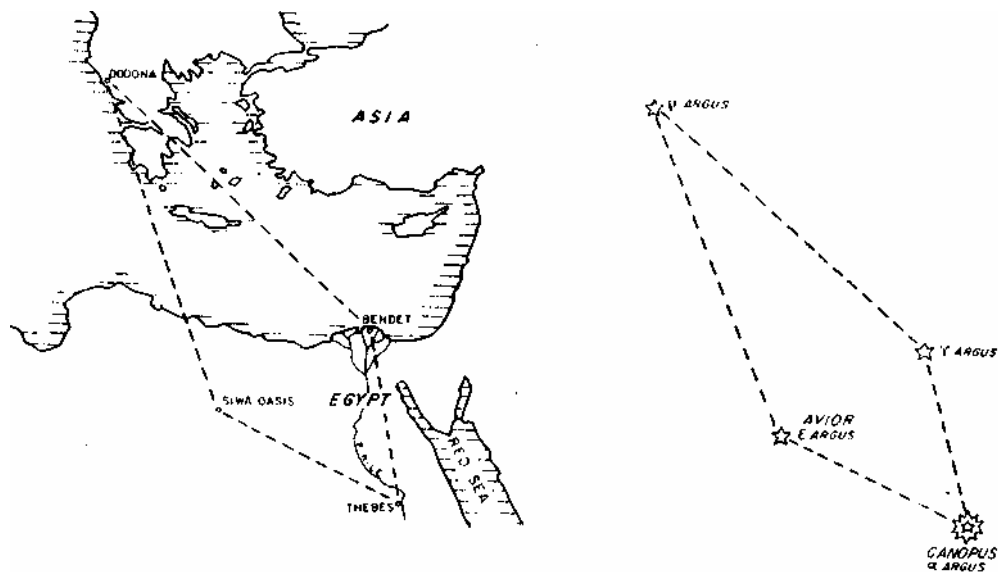 DODONA
ASIA
BEHDET
SIWA OASIS
EGYPT
RED SEA
THEBES
ARGUS
γ ARGUS
AVIOR
ε ARGUS
CANOPUS
α ARGUS